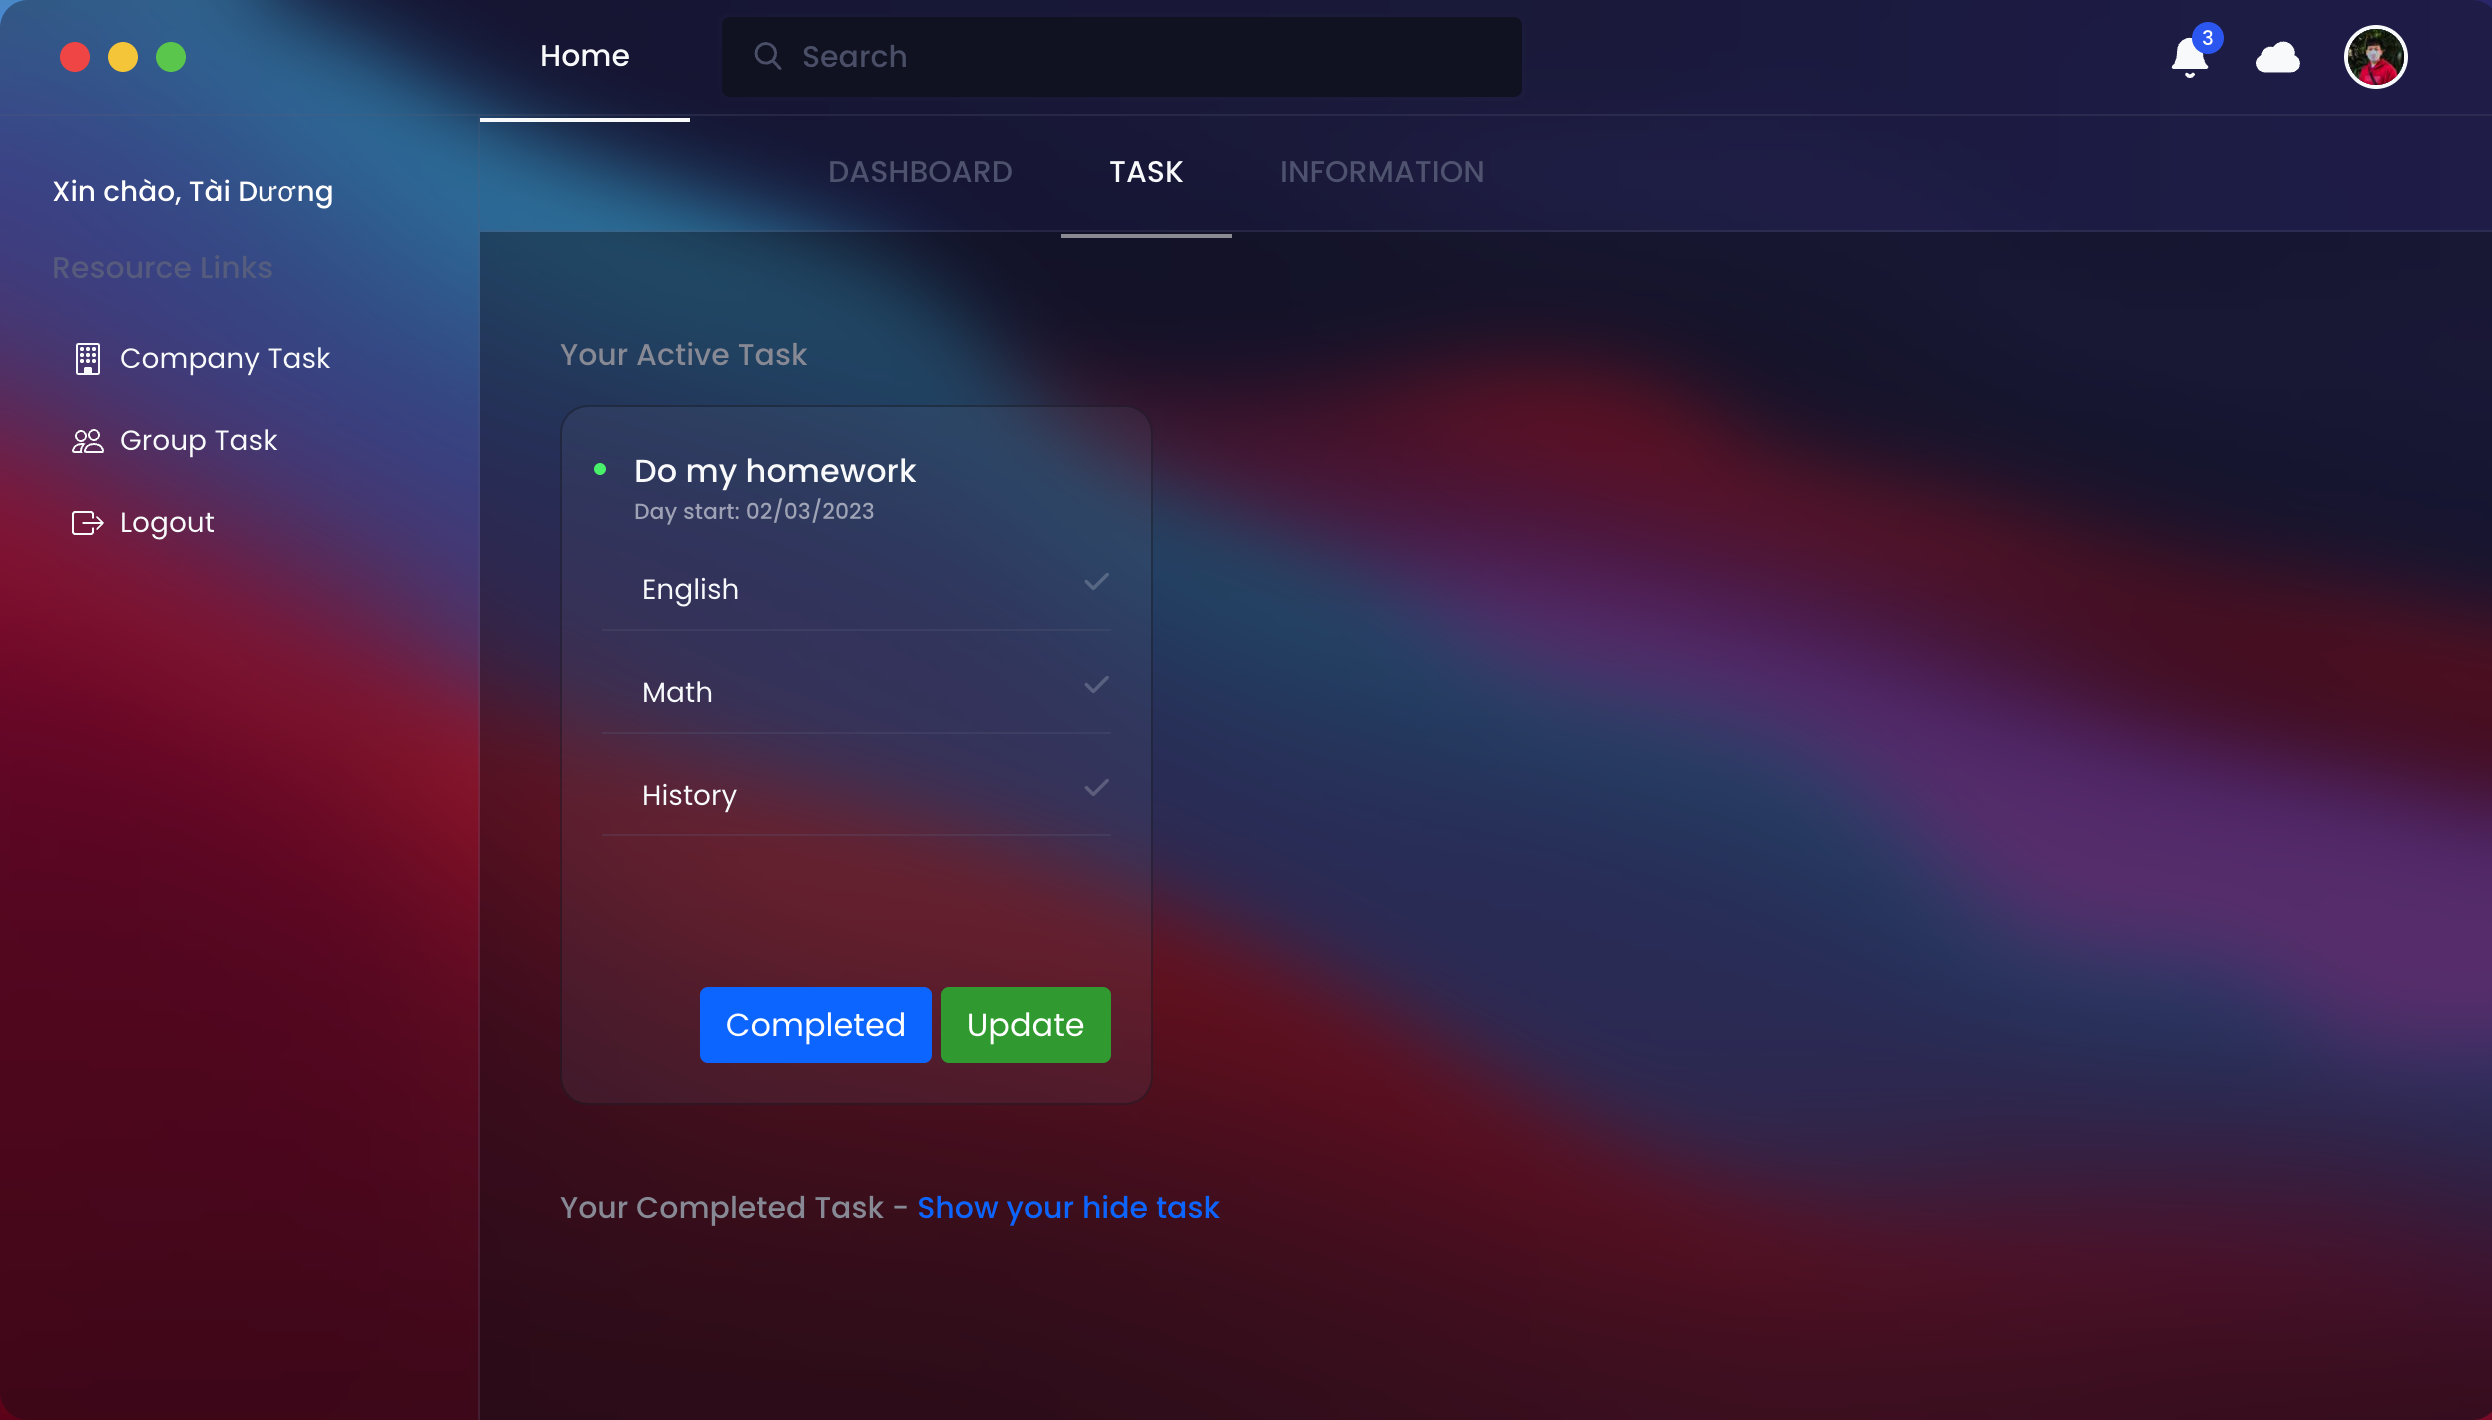 Home
Search
3
Xin chào, Tài Dương
Resource Links
Company Task
Group Task
Logout
DASHBOARD
TASK
INFORMATION
Your Active Task
Do my homework
Day start: 02/03/2023
English
Math
History
Completed
Update
Your Completed Task - Show your hide task